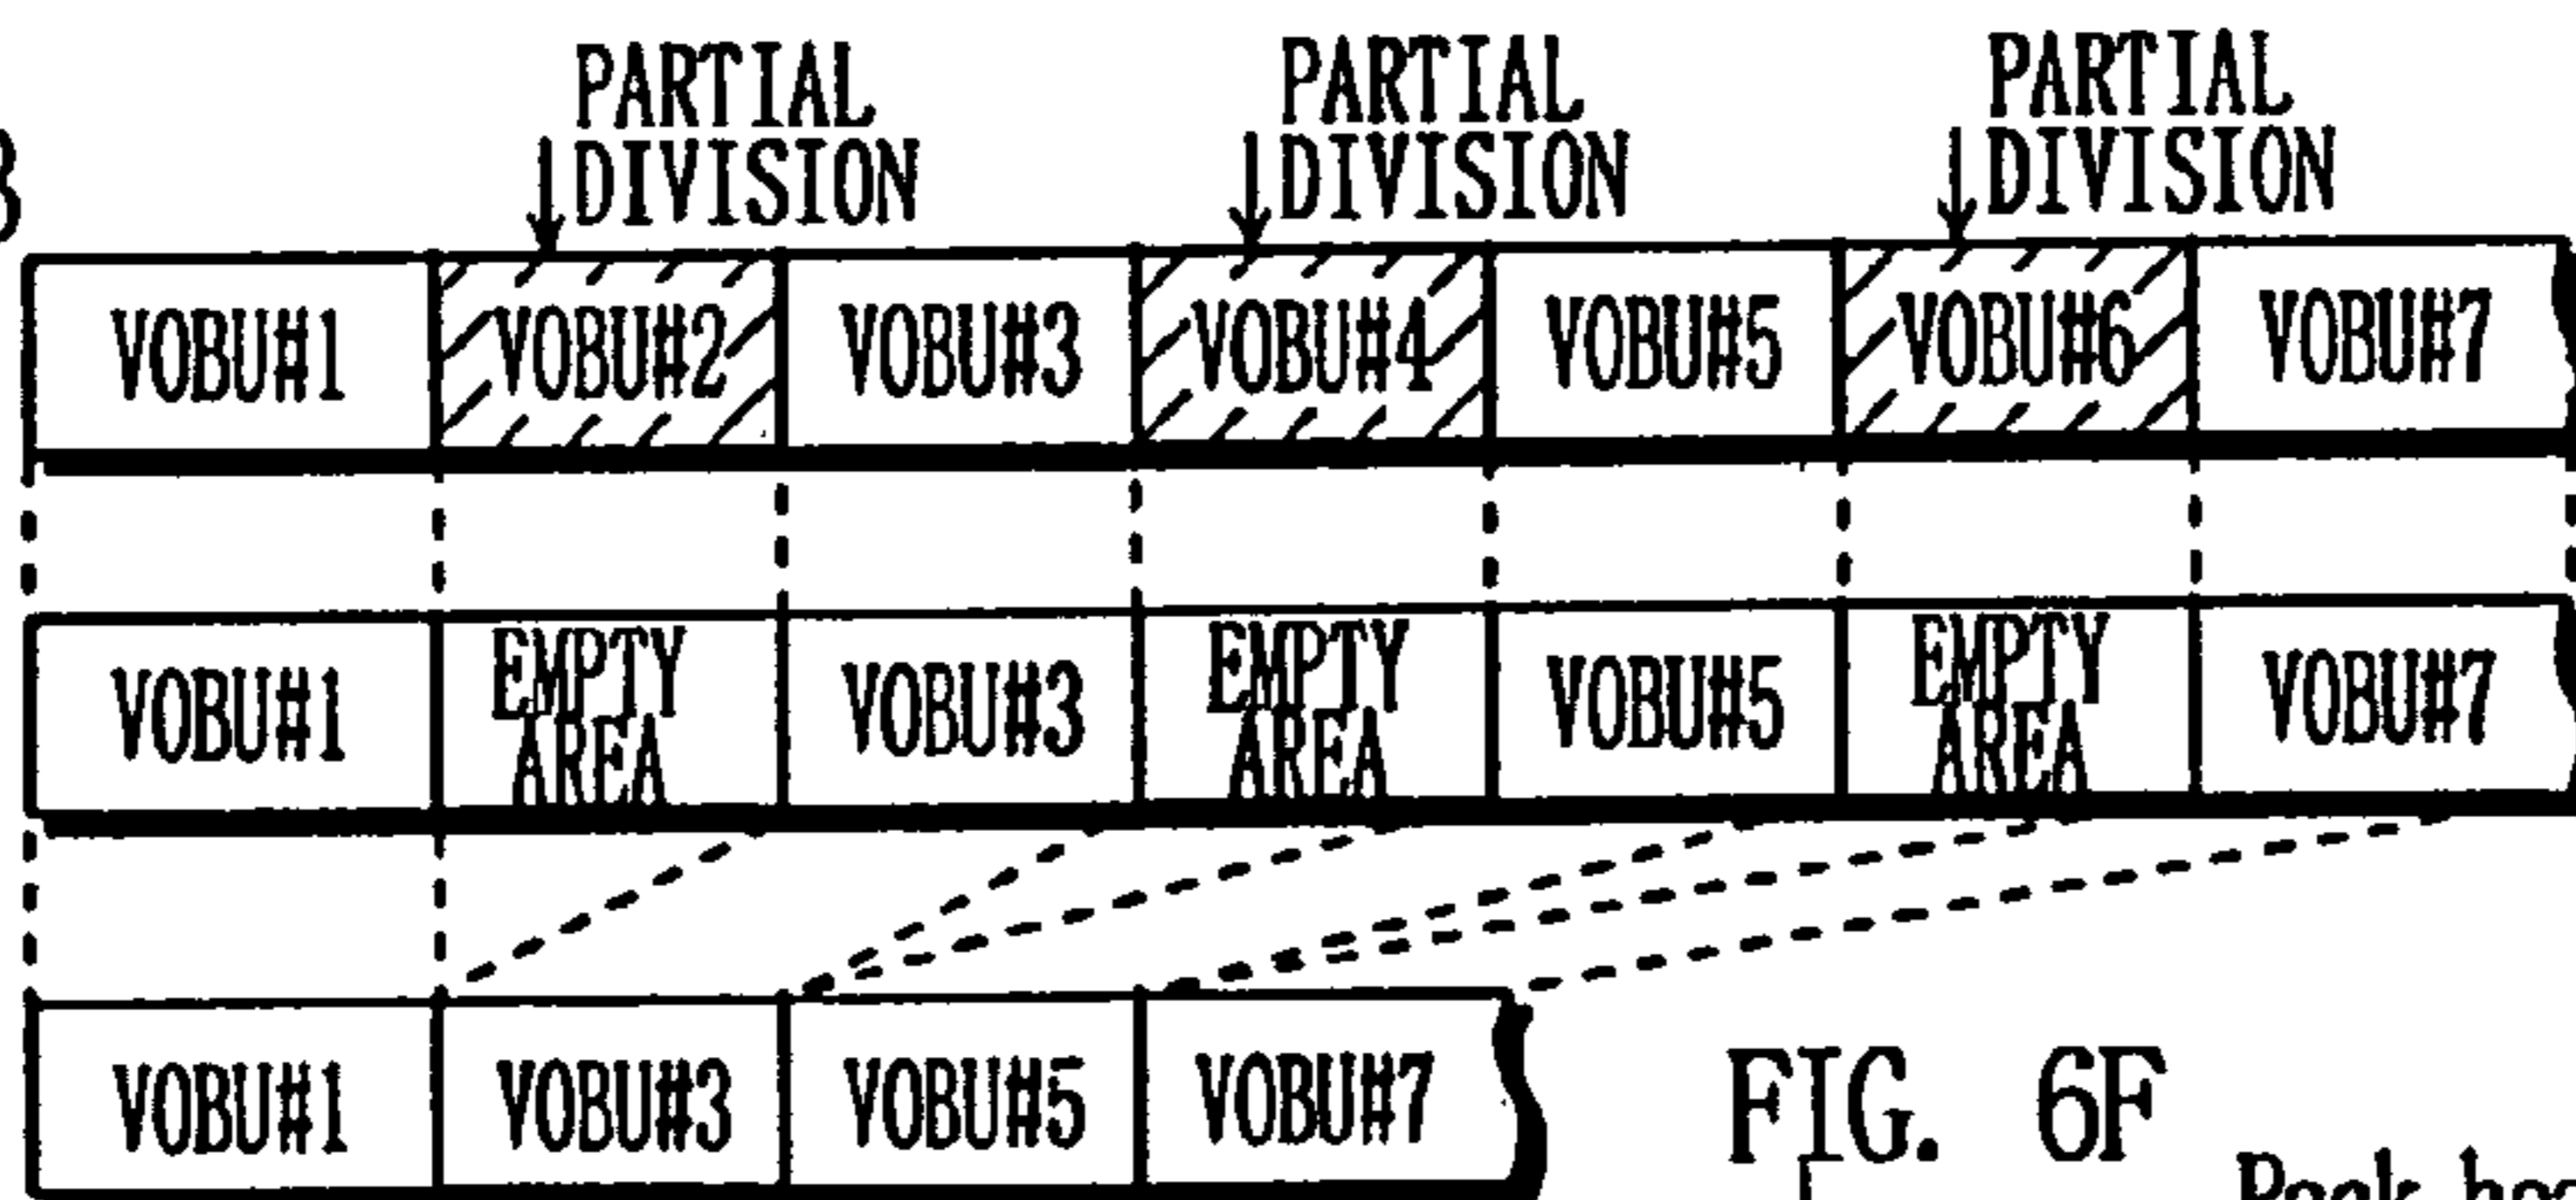 PARTIAL DIVISION
PARTIAL DIVISION
PARTIAL DIVISION
VOBU#1 VOBU#2 VOBU#3 VOBU#4 VOBU#5 VOBU#6 VOBU#7
VOBU#1 EMPTY AREA VOBU#3 EMPTY AREA VOBU#5 EMPTY AREA VOBU#7
VOBU#1 VOBU#3 VOBU#5 VOBU#7
FIG. 6F
Pack